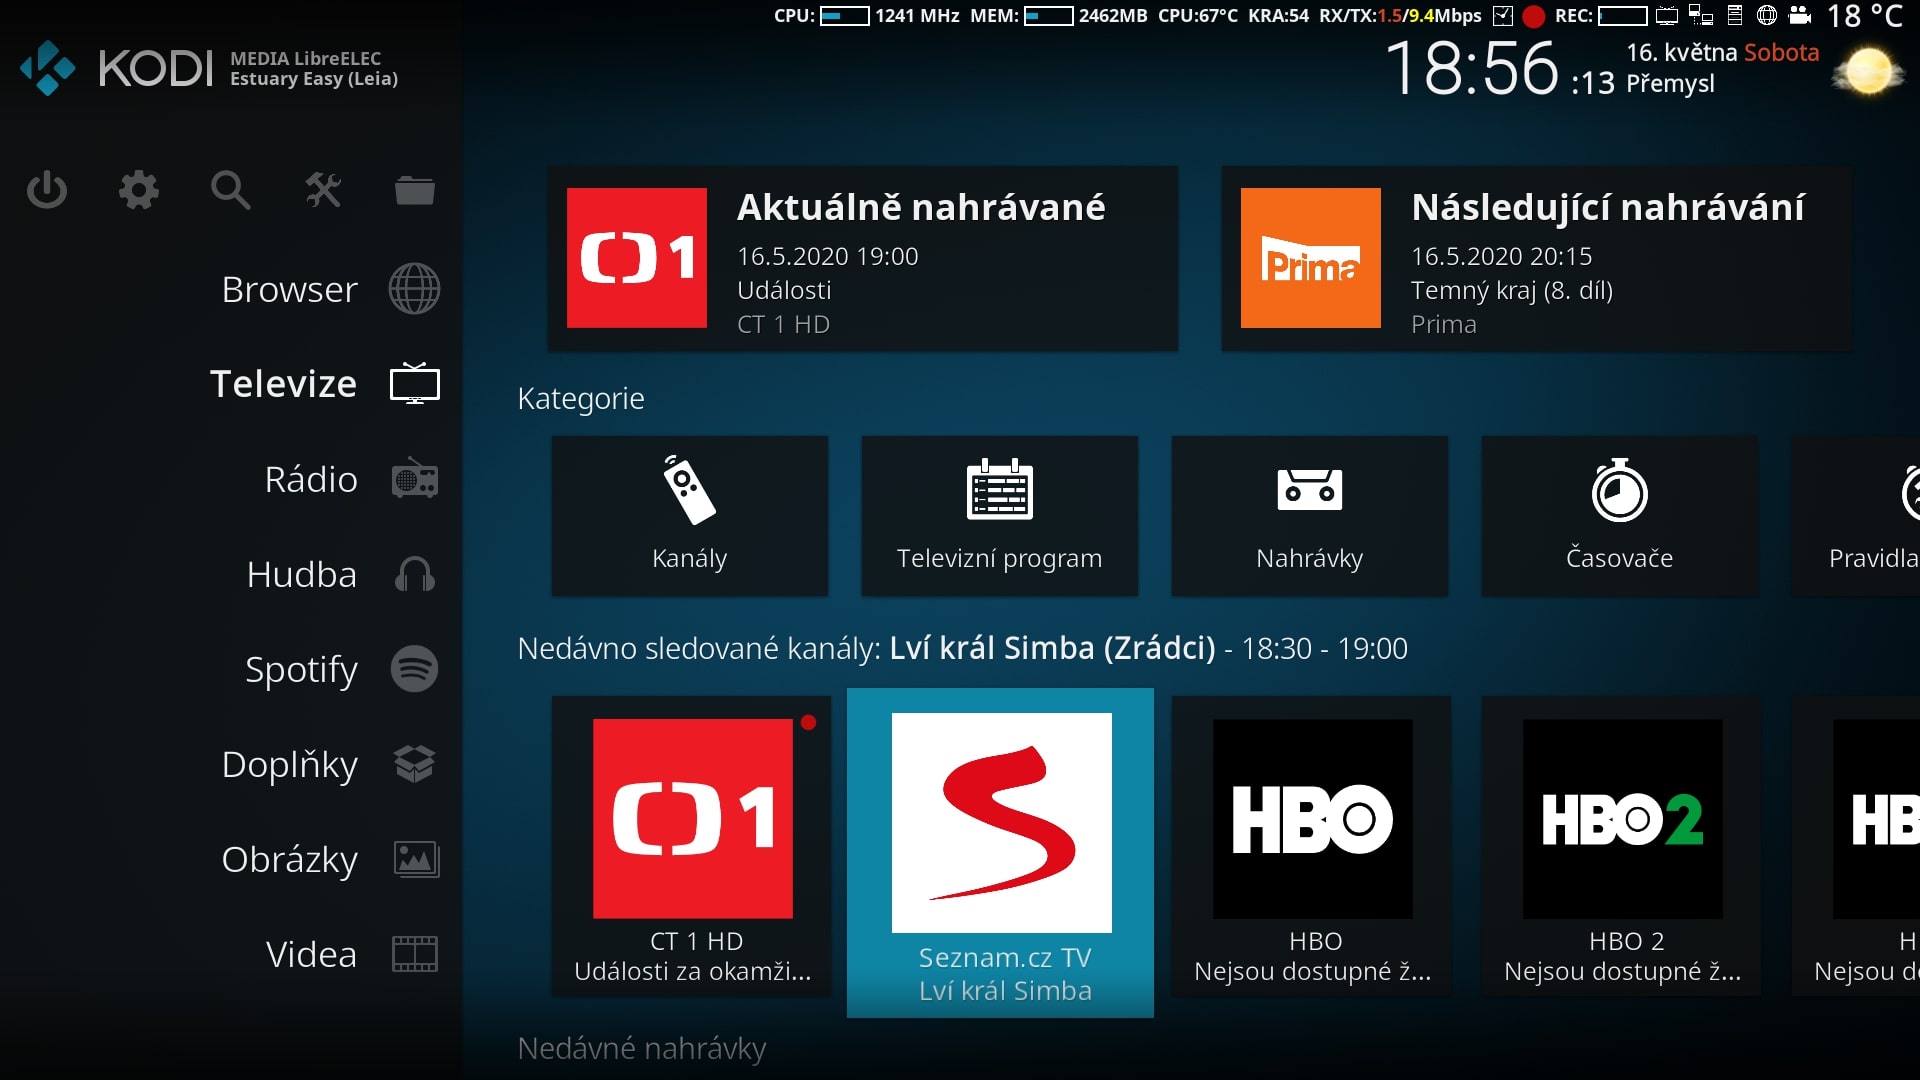 CPU: 1241 MHz MEM: 2462MB CPU:67°C KRA:54 RX/TX:1.5/9.4Mbps REC: 18 °C
KODI
MEDIA LibreELEC
Estuary Easy (Leia)
18:56 :13
16. května Sobota
Přemysl
Browser
Televize
Rádio
Hudba
Spotify
Doplňky
Obrázky
Videa
1
Aktuálně nahrávané
16.5.2020 19:00
Události
CT 1 HD
Prima
Následující nahrávání
16.5.2020 20:15
Temný kraj (8. díl)
Prima
Kategorie
Kanály
Televizní program
Nahrávky
Časovače
Pravidla
Nedávno sledované kanály: Lví král Simba (Zrádci) - 18:30 - 19:00
1
CT 1 HD
Události za okamži...
Seznam.cz TV
Lví král Simba
HBO
HBO
Nejsou dostupné ž...
HBO2
HBO 2
Nejsou dostupné ž...
HB
H
Nejsou d
Nedávné nahrávky